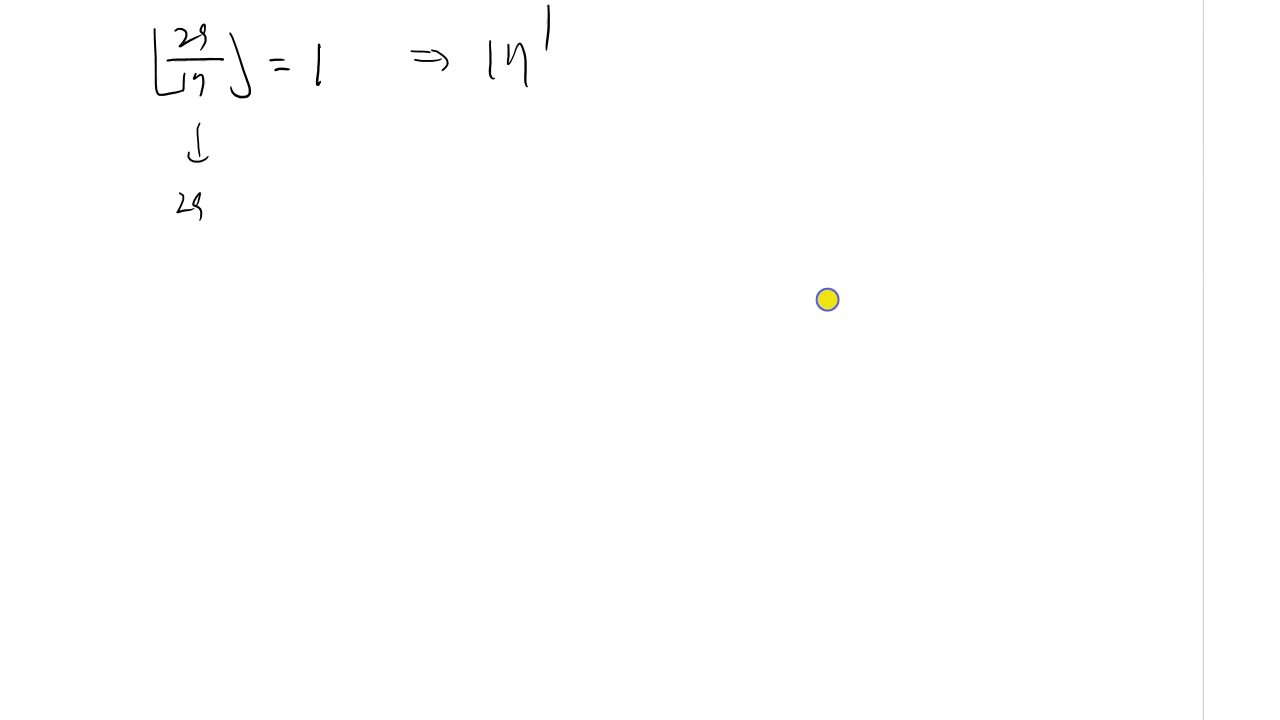 ⌊29/17⌋ = 1 ⇒ 17¹
↓
29